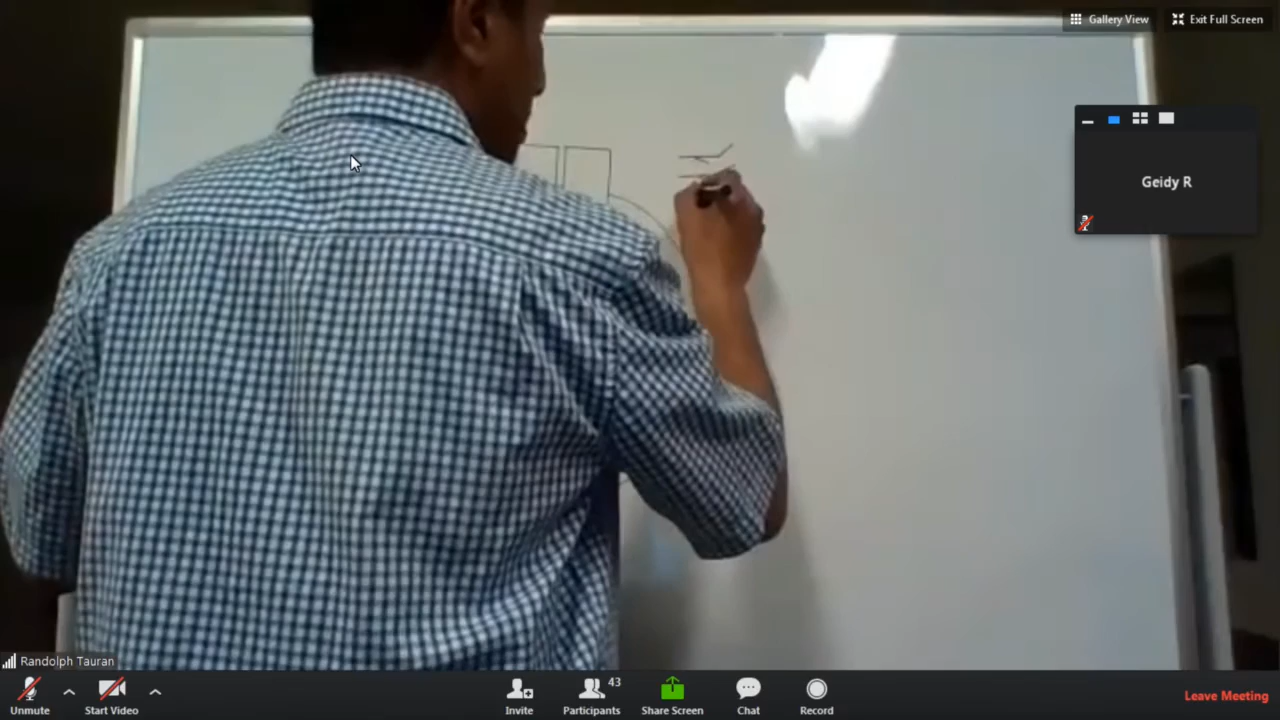 Gallery View
Exit Full Screen
Geidy R
Randolph Tauran
Unmute
Start Video
Invite
Participants 43
Share Screen
Chat
Record
Leave Meeting